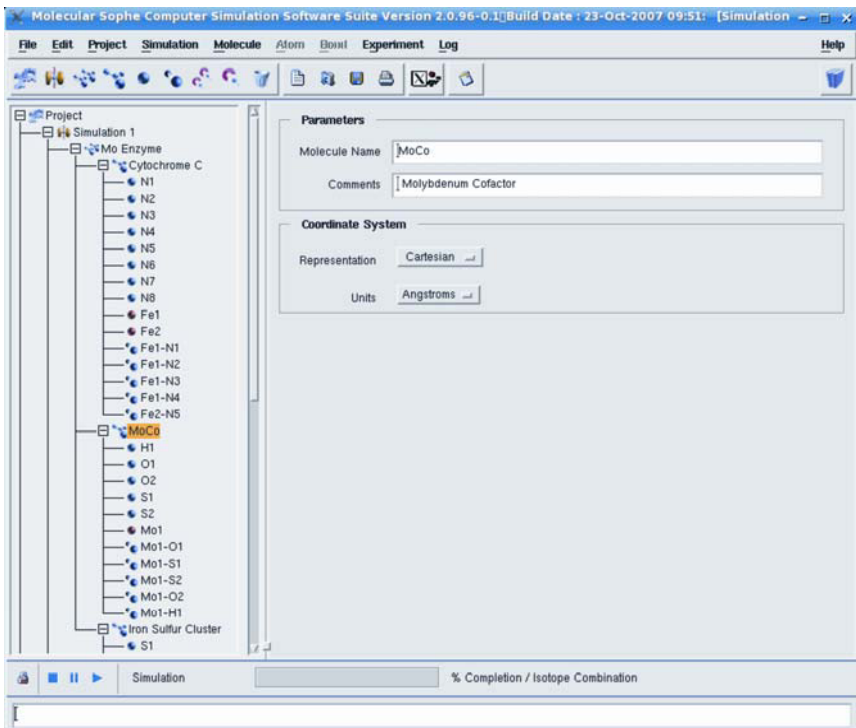 Molecular Sophe Computer Simulation Software Suite Version 2.0.96-0.1▯Build Date : 23-Oct-2007 09:51: [Simulation
File Edit Project Simulation Molecule Atom Bond Experiment Log Help
Project
Simulation 1
Mo Enzyme
Cytochrome C
N1
N2
N3
N4
N5
N6
N7
N8
Fe1
Fe2
Fe1-N1
Fe1-N2
Fe1-N3
Fe1-N4
Fe2-N5
MoCo
H1
O1
O2
S1
S2
Mo1
Mo1-O1
Mo1-S1
Mo1-S2
Mo1-O2
Mo1-H1
Iron Sulfur Cluster
S1
Parameters
Molecule Name MoCo
Comments Molybdenum Cofactor
Coordinate System
Representation Cartesian
Units Angstroms
Simulation % Completion / Isotope Combination